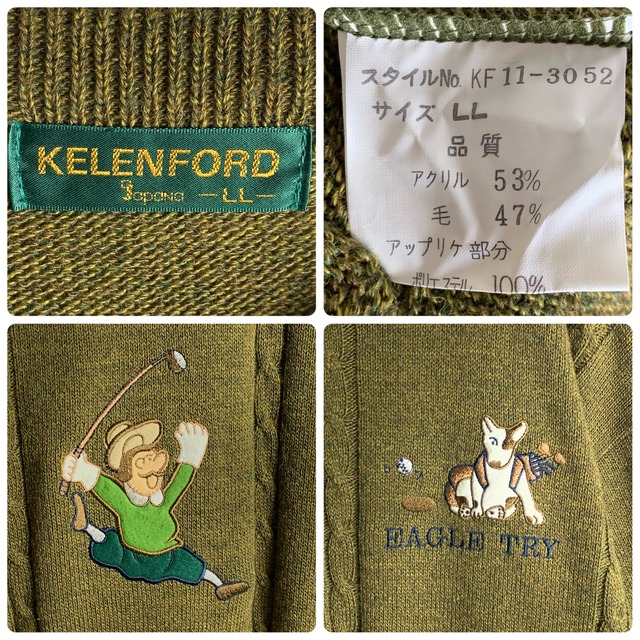 KELENFORD
Japana -LL-
スタイルNo. KF 11-3052
サイズ LL
品質
アクリル 53%
毛 47%
アップリケ部分
ポリエステル 100%
EAGLE TRY